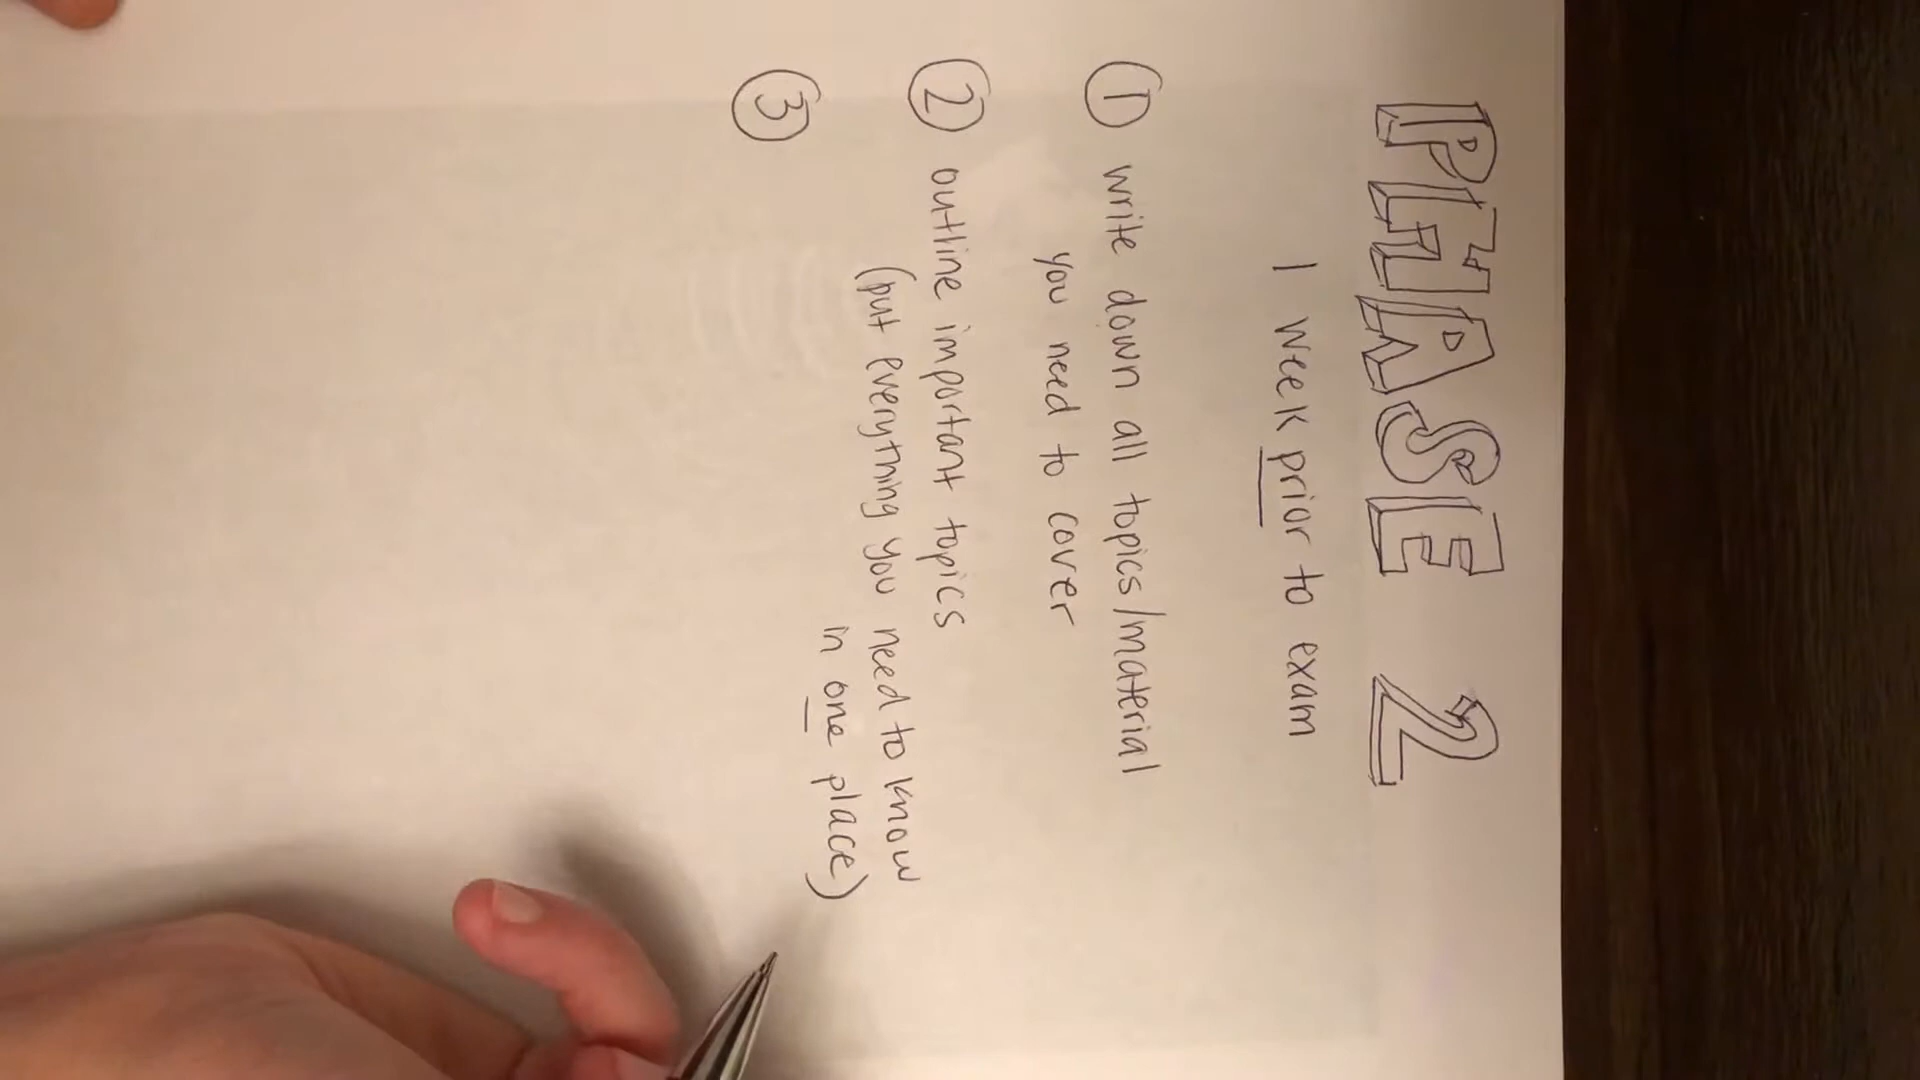 PHASE 2
1 week prior to exam
① write down all topics/material
you need to cover
② outline important topics
(put everything you need to know
in one place)
③